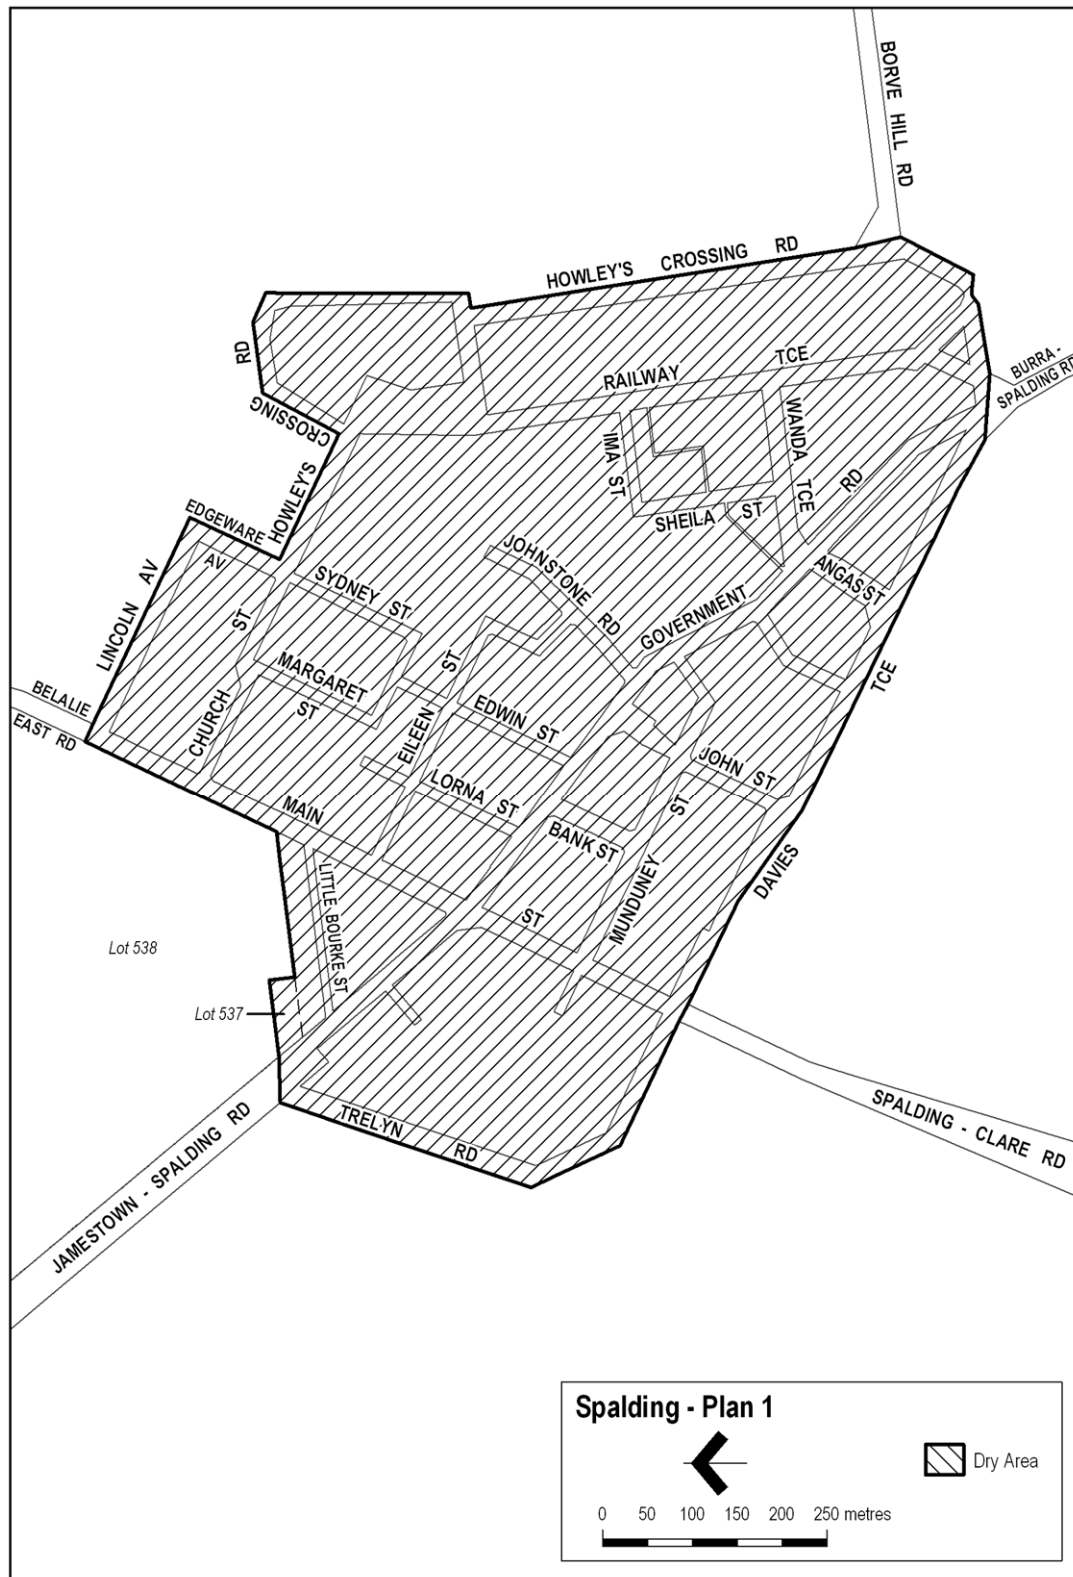 BORVE HILL RD
HOWLEY'S CROSSING RD
RD
CROSSING
HOWLEY'S
RAILWAY TCE
BURRA -
SPALDING RD
WANDA TCE
IMA ST
SHEILA ST
RD
GOVERNMENT
EDGEWARE
AV
LINCOLN AV
SYDNEY ST
JOHNSTONE RD
ANGAS ST
ST
CHURCH
MARGARET
ST
ST
EILEEN
EDWIN ST
TCE
DAVIES
BELALIE
EAST RD
JOHN ST
LORNA ST
MAIN
ST
BANK ST
ST
MUNDUNEY
LITTLE BOURKE ST
Lot 538
Lot 537
JAMESTOWN - SPALDING RD
TRELYN RD
SPALDING - CLARE RD
Spalding - Plan 1
Dry Area
0 50 100 150 200 250 metres